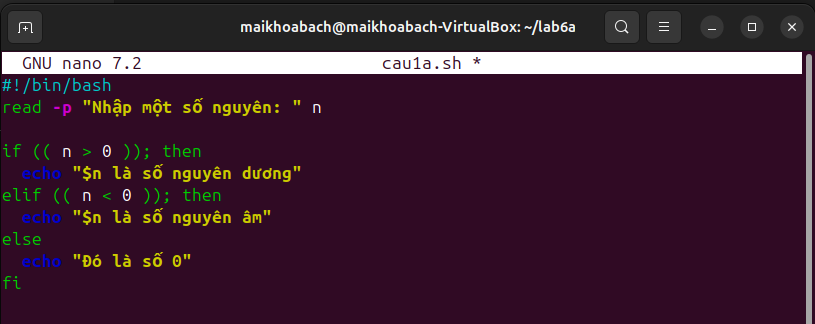 maikhoabach@maikhoabach-VirtualBox: ~/lab6a
GNU nano 7.2 cau1a.sh *
#!/bin/bash
read -p "Nhập một số nguyên: " n
if (( n > 0 )); then
  echo "$n là số nguyên dương"
elif (( n < 0 )); then
  echo "$n là số nguyên âm"
else
  echo "Đó là số 0"
fi